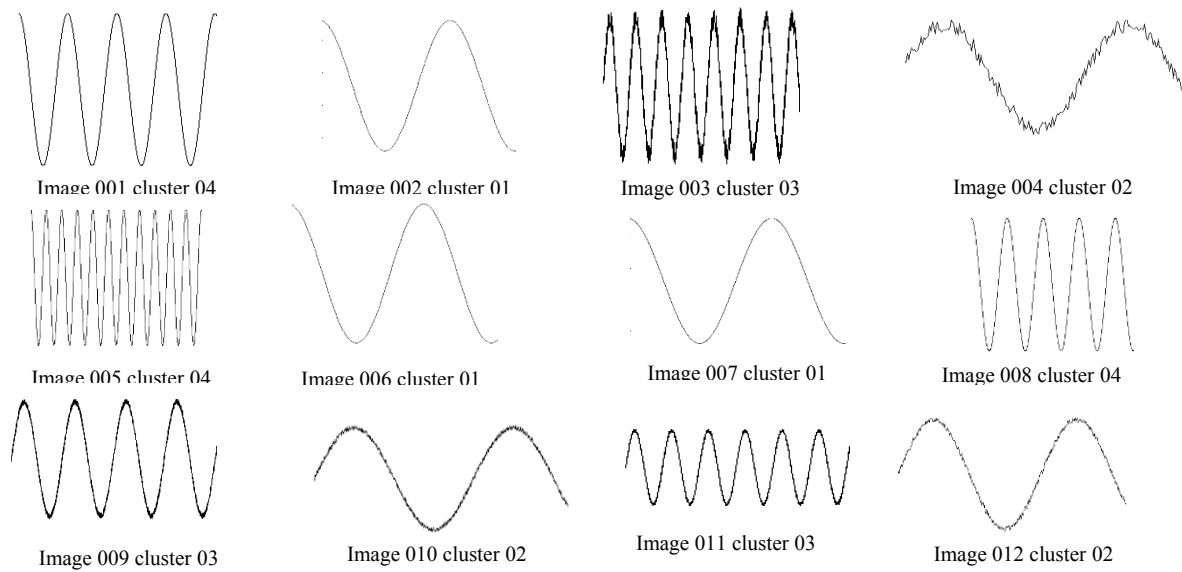 Image 001 cluster 04
Image 002 cluster 01
Image 003 cluster 03
Image 004 cluster 02
Image 005 cluster 04
Image 006 cluster 01
Image 007 cluster 01
Image 008 cluster 04
Image 009 cluster 03
Image 010 cluster 02
Image 011 cluster 03
Image 012 cluster 02